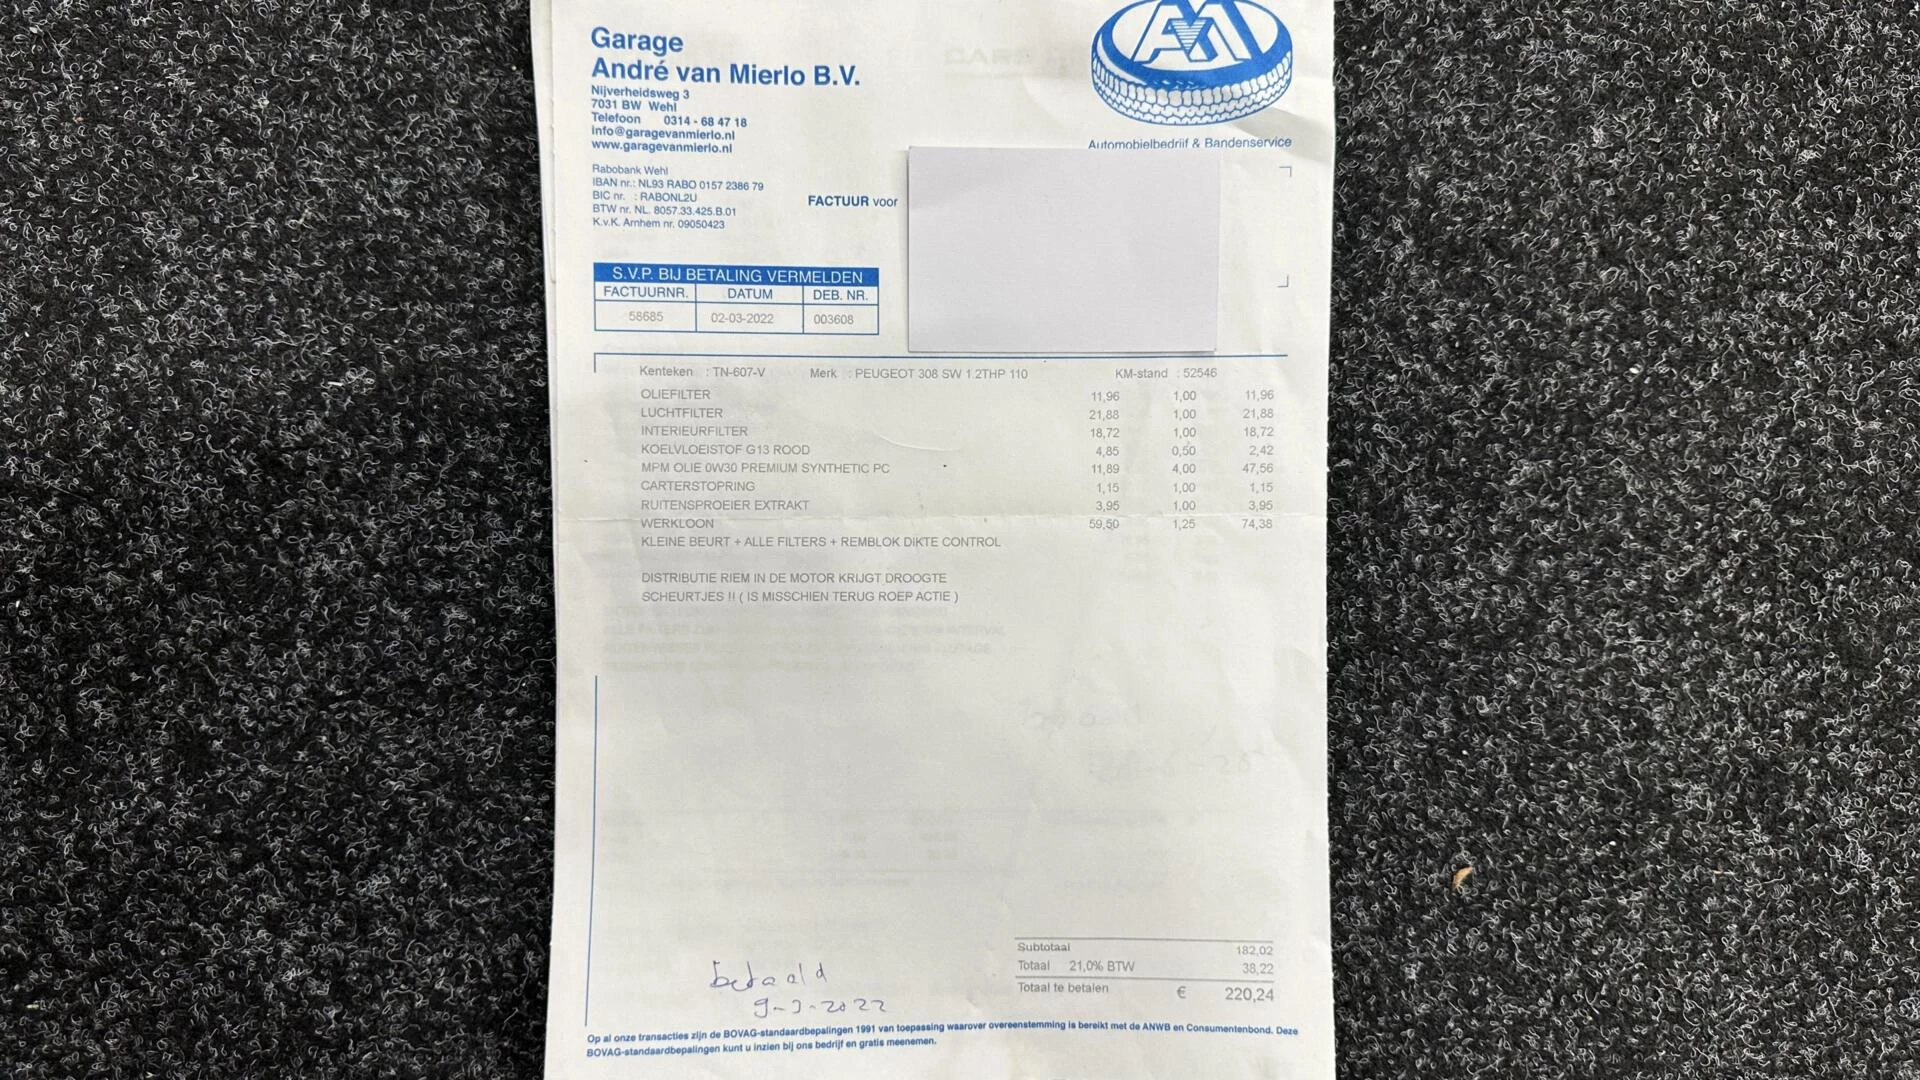 Garage
André van Mierlo B.V.
Nijverheidsweg 3
7031 BW Wehl
Telefoon 0314 - 68 47 18
info@garagevanmierlo.nl
www.garagevanmierlo.nl
Automobielbedrijf & Bandenservice
Rabobank Wehl
IBAN nr.: NL93 RABO 0157 2386 79
BIC nr. : RABONL2U
BTW nr. NL. 8057.33.425.B.01
K.v.K. Arnhem nr. 09050423
FACTUUR voor
S.V.P. BIJ BETALING VERMELDEN
FACTUURNR. DATUM DEB. NR.
58685 02-03-2022 003608
Kenteken : TN-607-V Merk : PEUGEOT 308 SW 1.2THP 110 KM-stand : 52546
OLIEFILTER 11,96 1,00 11,96
LUCHTFILTER 21,88 1,00 21,88
INTERIEURFILTER 18,72 1,00 18,72
KOELVLOEISTOF G13 ROOD 4,85 0,50 2,42
MPM OLIE 0W30 PREMIUM SYNTHETIC PC 11,89 4,00 47,56
CARTERSTOPRING 1,15 1,00 1,15
RUITENSPROEIER EXTRAKT 3,95 1,00 3,95
WERKLOON 59,50 1,25 74,38
KLEINE BEURT + ALLE FILTERS + REMBLOK DIKTE CONTROL
DISTRIBUTIE RIEM IN DE MOTOR KRIJGT DROOGTE
SCHEURTJES !! ( IS MISSCHIEN TERUG ROEP ACTIE )
Subtotaal 182,02
Totaal 21,0% BTW 38,22
Totaal te betalen € 220,24
betaald
9-3-2022
Op al onze transacties zijn de BOVAG-standaardbepalingen 1991 van toepassing waarover overeenstemming is bereikt met de ANWB en Consumentenbond. Deze
BOVAG-standaardbepalingen kunt u inzien bij ons bedrijf en gratis meenemen.